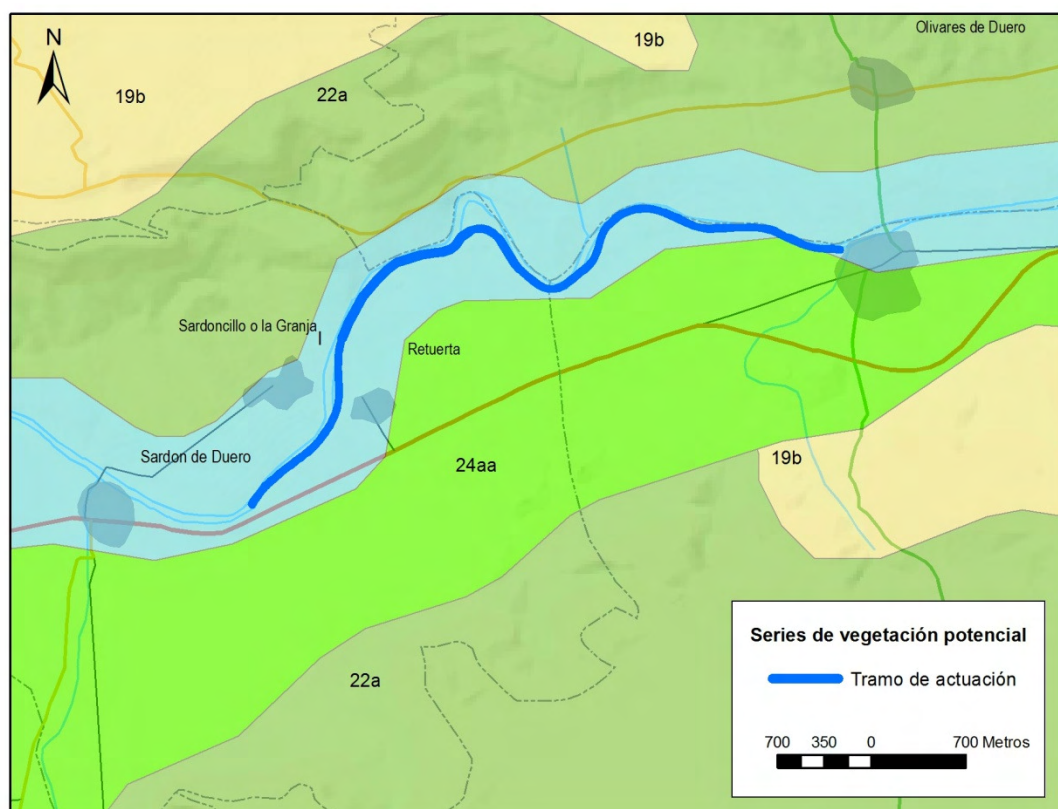 Olivares de Duero
N
19b
22a
19b
Sardoncillo o la Granja
Retuerta
Sardon de Duero
24aa
19b
22a
Series de vegetación potencial
Tramo de actuación
700 350 0 700 Metros